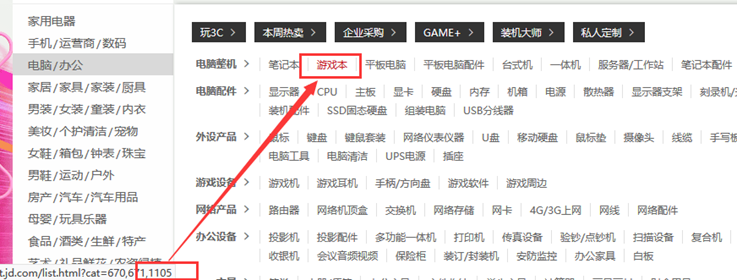 家用电器
手机/运营商/数码
电脑/办公
家居/家具/家装/厨具
男装/女装/童装/内衣
美妆/个护清洁/宠物
女鞋/箱包/钟表/珠宝
男鞋/运动/户外
房产/汽车/汽车用品
母婴/玩具乐器
食品/酒类/生鲜/特产
艺术/礼品鲜花/农资绿植
t.jd.com/list.html?cat=670,671,1105
玩3C > 本周热卖 > 企业采购 > GAME+ > 装机大师 > 私人定制 >
电脑整机 > 笔记本 游戏本 平板电脑 平板电脑配件 台式机 一体机 服务器/工作站 笔记本配件
电脑配件 > 显示器 CPU 主板 显卡 硬盘 内存 机箱 电源 散热器 显示器支架 刻录机/
装机配件 SSD固态硬盘 组装电脑 USB分线器
外设产品 > 鼠标 键盘 键鼠套装 网络仪表仪器 U盘 移动硬盘 鼠标垫 摄像头 线缆 手写板
电脑工具 电脑清洁 UPS电源 插座
游戏设备 > 游戏机 游戏耳机 手柄/方向盘 游戏软件 游戏周边
网络产品 > 路由器 网络机顶盒 交换机 网络存储 网卡 4G/3G上网 网线 网络配件
办公设备 > 投影机 多功能一体机 打印机 传真设备 验钞/点钞机 扫描设备 复合机
收银机 会议音频视频 保险柜 装订/封装机 安防监控 办公家具 白板